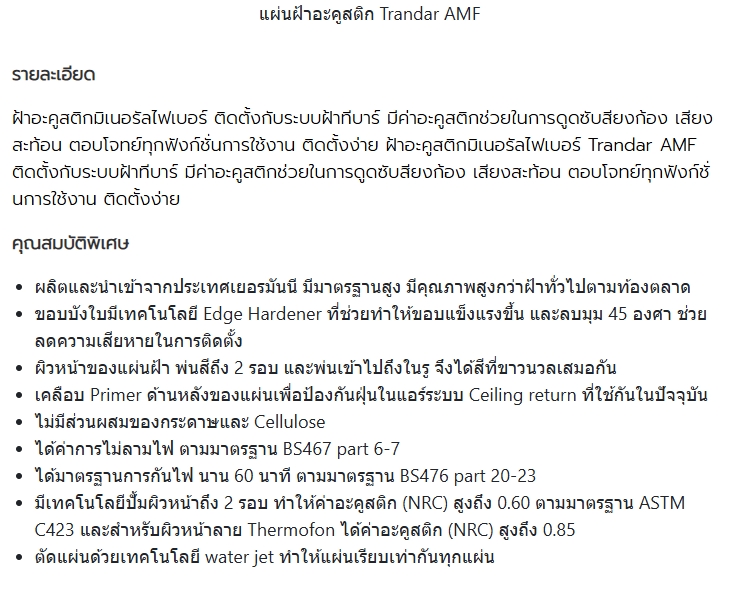 แผ่นฝ้าอะคูสติก Trandar AMF
รายละเอียด
ฝ้าอะคูสติกมิเนอรัลไฟเบอร์ ติดตั้งกับระบบฝ้าทีบาร์ มีค่าอะคูสติกช่วยในการดูดซับสียงก้อง เสียง
สะท้อน ตอบโจทย์ทุกฟังก์ชั่นการใช้งาน ติดตั้งง่าย ฝ้าอะคูสติกมิเนอรัลไฟเบอร์ Trandar AMF
ติดตั้งกับระบบฝ้าทีบาร์ มีค่าอะคูสติกช่วยในการดูดซับสียงก้อง เสียงสะท้อน ตอบโจทย์ทุกฟังก์ชั่
นการใช้งาน ติดตั้งง่าย
คุณสมบัติพิเศษ
• ผลิตและนำเข้าจากประเทศเยอรมันนี มีมาตรฐานสูง มีคุณภาพสูงกว่าฝ้าทั่วไปตามท้องตลาด
• ขอบบังใบมีเทคโนโลยี Edge Hardener ที่ช่วยทำให้ขอบแข็งแรงขึ้น และลบมุม 45 องศา ช่วย
ลดความเสียหายในการติดตั้ง
• ผิวหน้าของแผ่นฝ้า พ่นสีถึง 2 รอบ และพ่นเข้าไปถึงในรู จึงได้สีที่ขาวนวลเสมอกัน
• เคลือบ Primer ด้านหลังของแผ่นเพื่อป้องกันฝุ่นในแอร์ระบบ Ceiling return ที่ใช้กันในปัจจุบัน
• ไม่มีส่วนผสมของกระดาษและ Cellulose
• ได้ค่าการไม่ลามไฟ ตามมาตรฐาน BS467 part 6-7
• ได้มาตรฐานการกันไฟ นาน 60 นาที ตามมาตรฐาน BS476 part 20-23
• มีเทคโนโลยีปั้มผิวหน้าถึง 2 รอบ ทำให้ค่าอะคูสติก (NRC) สูงถึง 0.60 ตามมาตรฐาน ASTM
C423 และสำหรับผิวหน้าลาย Thermofon ได้ค่าอะคูสติก (NRC) สูงถึง 0.85
• ตัดแผ่นด้วยเทคโนโลยี water jet ทำให้แผ่นเรียบเท่ากันทุกแผ่น